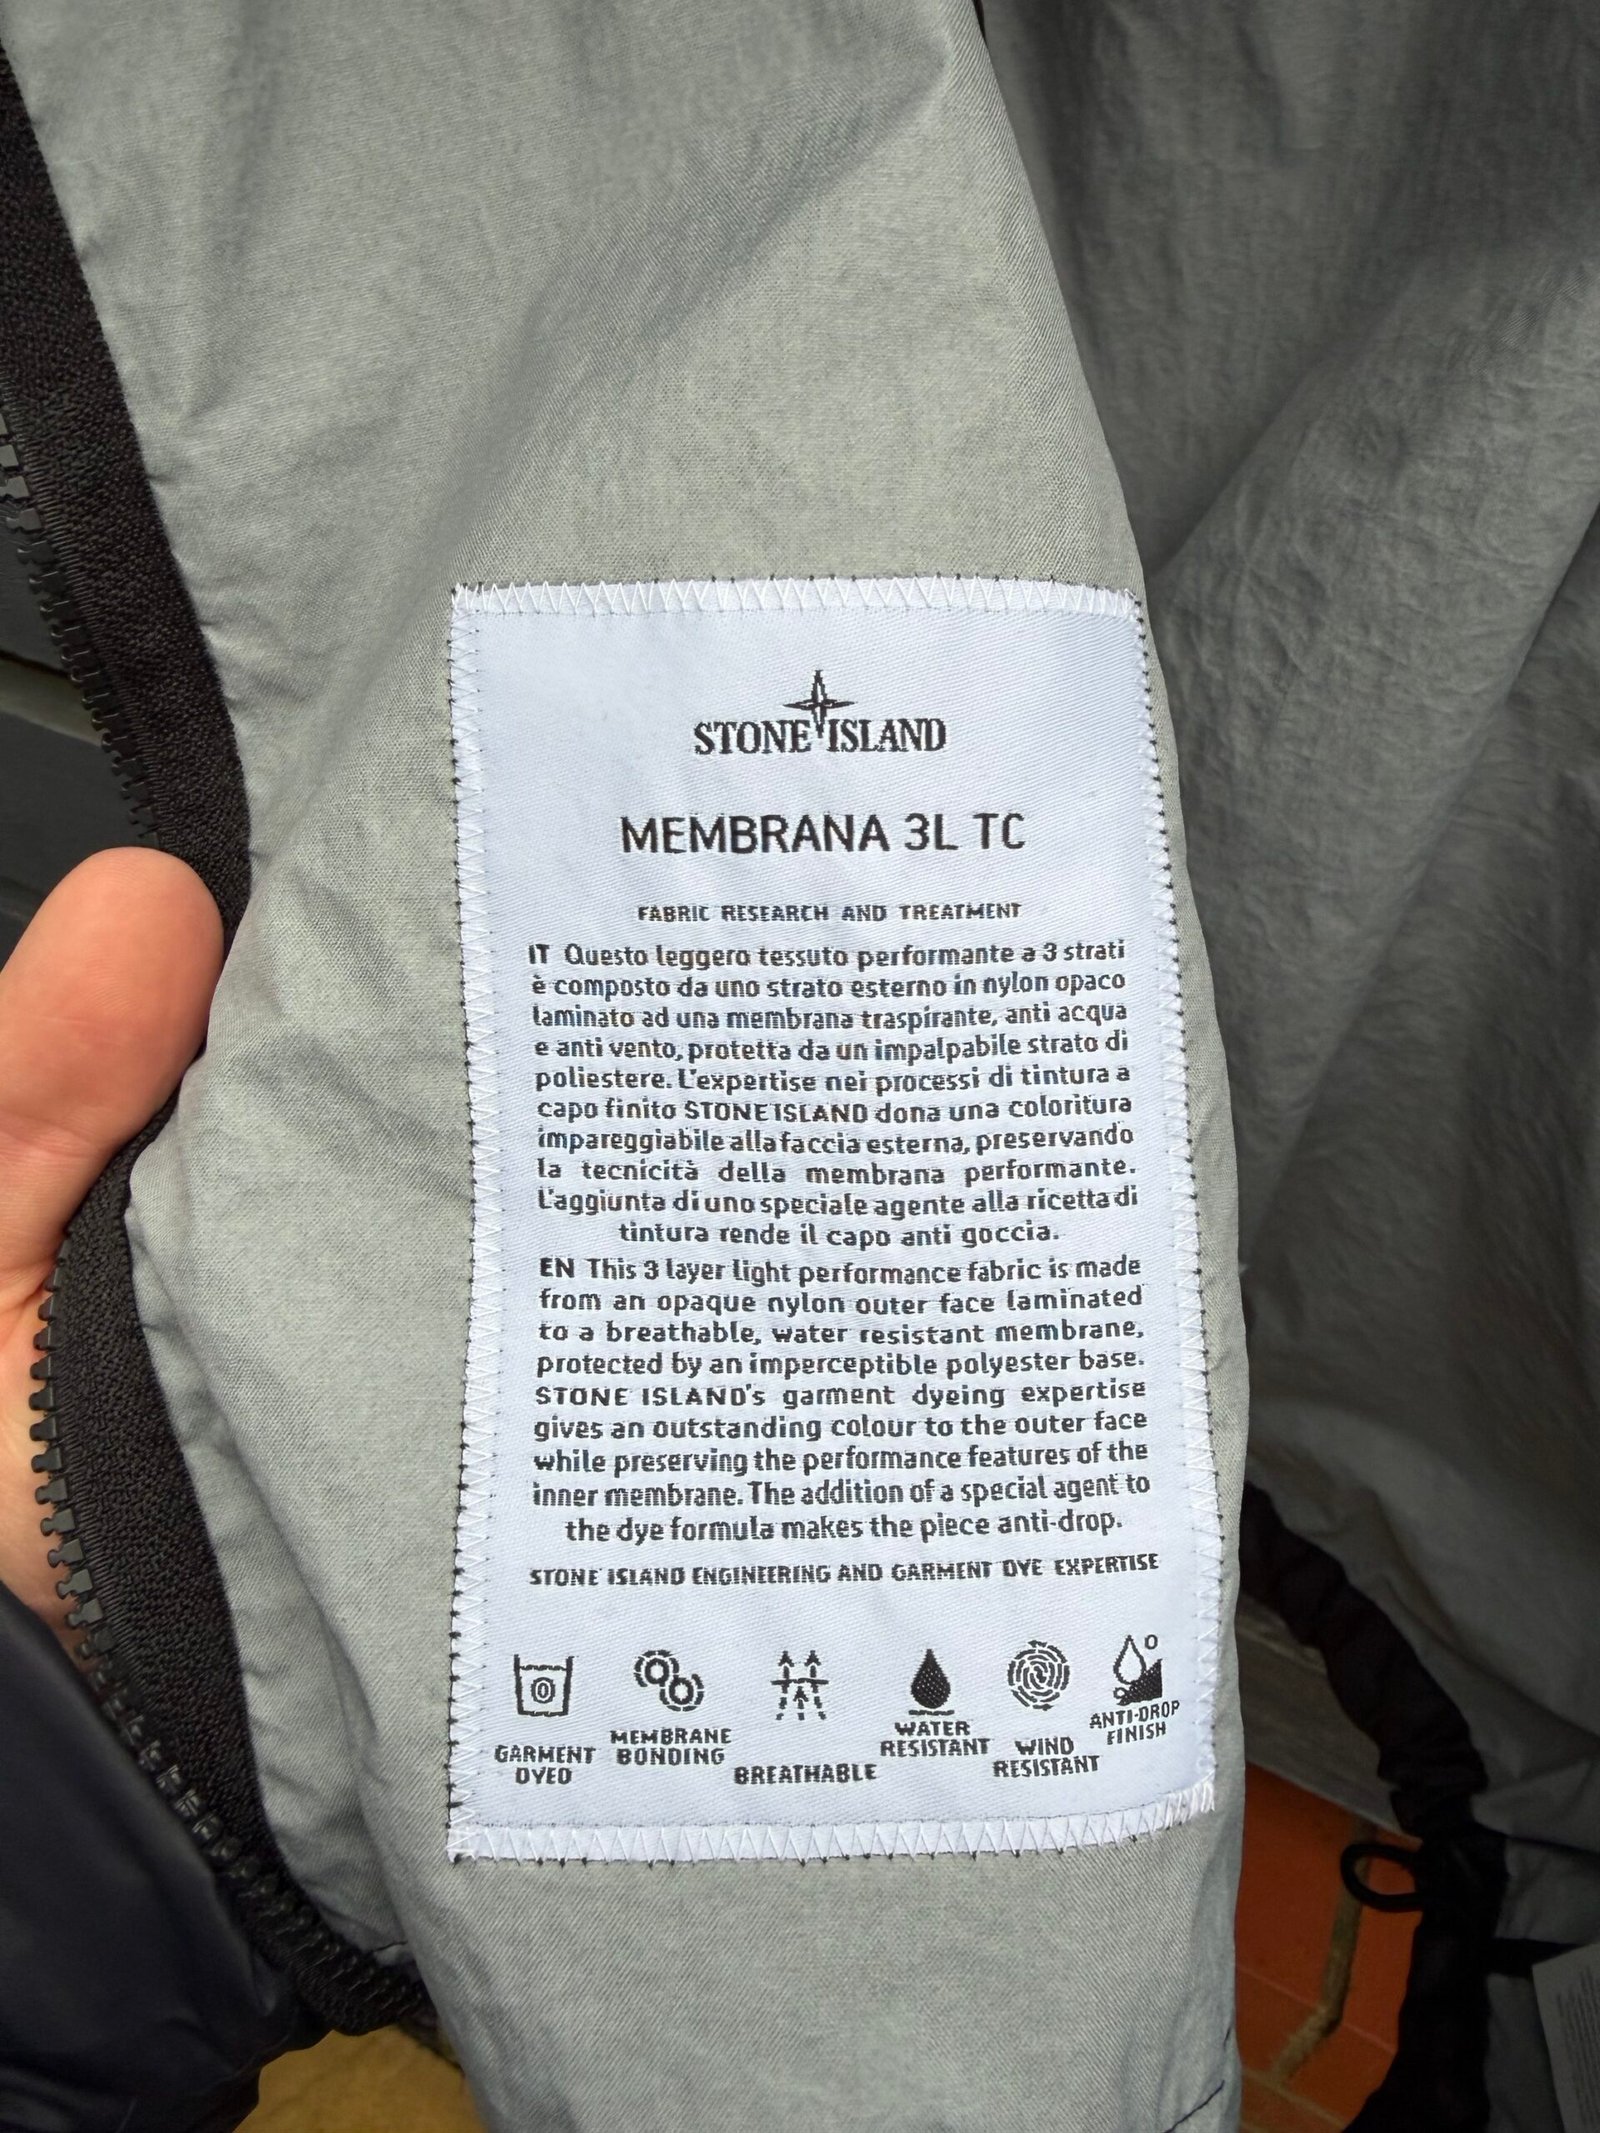 STONE ISLAND
MEMBRANA 3L TC
FABRIC RESEARCH AND TREATMENT
IT Questo leggero tessuto performante a 3 strati
è composto da uno strato esterno in nylon opaco
laminato ad una membrana traspirante, anti acqua
e anti vento, protetta da un impalpabile strato di
poliestere. L'expertise nei processi di tintura a
capo finito STONE ISLAND dona una coloritura
impareggiabile alla faccia esterna, preservando
la tecnicità della membrana performante.
L'aggiunta di uno speciale agente alla ricetta di
tintura rende il capo anti goccia.
EN This 3 layer light performance fabric is made
from an opaque nylon outer face laminated
to a breathable, water resistant membrane,
protected by an imperceptible polyester base.
STONE ISLAND's garment dyeing expertise
gives an outstanding colour to the outer face
while preserving the performance features of the
inner membrane. The addition of a special agent to
the dye formula makes the piece anti-drop.
STONE ISLAND ENGINEERING AND GARMENT DYE EXPERTISE
GARMENT
DYED
MEMBRANE
BONDING
BREATHABLE
WATER
RESISTANT
WIND
RESISTANT
ANTI-DROP
FINISH